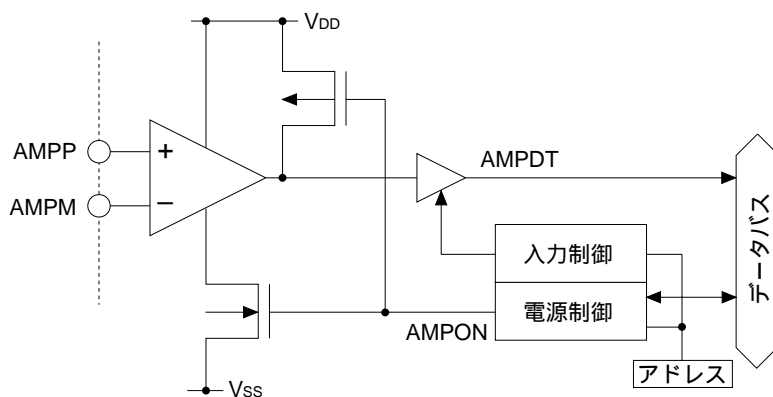 VDD
AMPP
+
AMPDT
AMPM
−
入力制御
データバス
電源制御
AMPON
アドレス
VSS